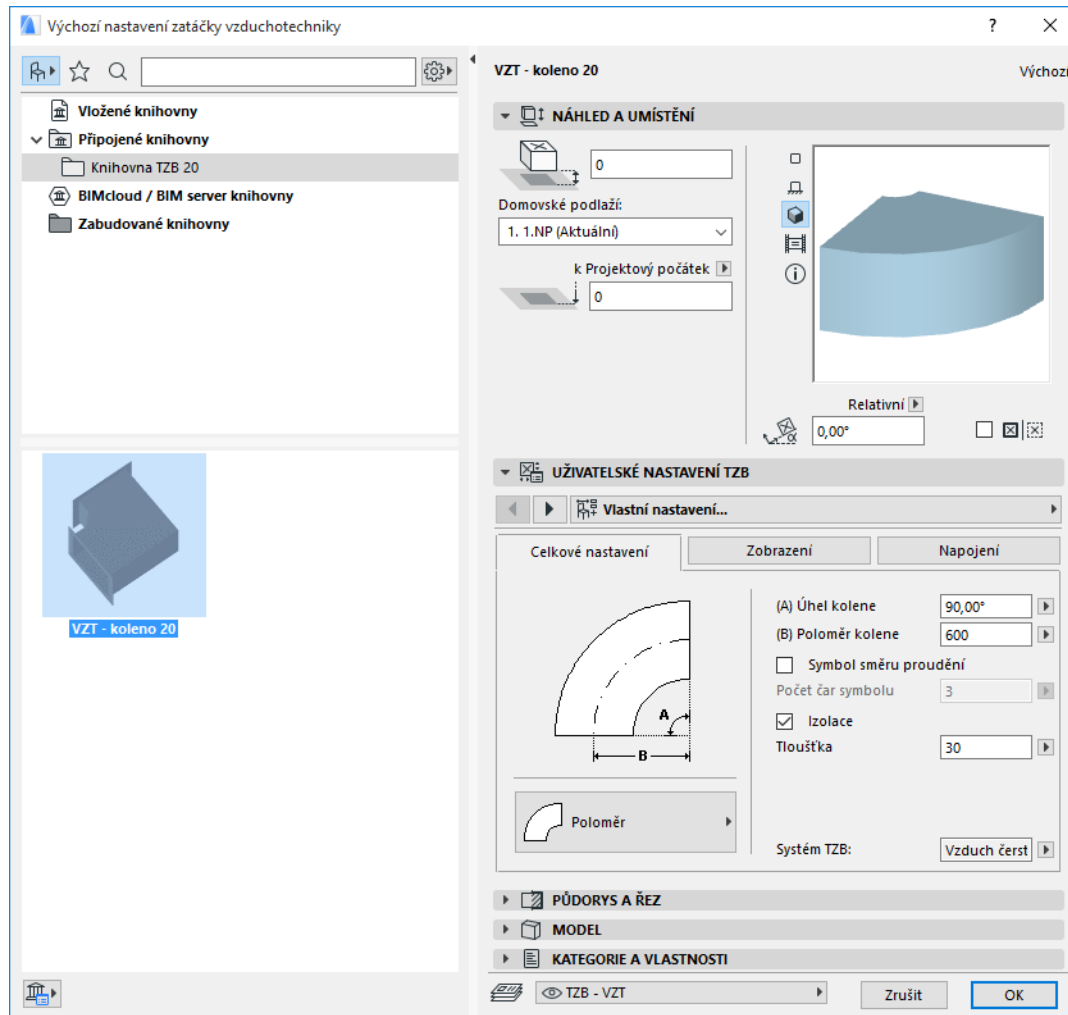 Výchozí nastavení zatáčky vzduchotechniky
?
Vložené knihovny
Připojené knihovny
Knihovna TZB 20
BIMcloud / BIM server knihovny
Zabudované knihovny
VZT - koleno 20
VZT - koleno 20
Výchozí
NÁHLED A UMÍSTĚNÍ
0
Domovské podlaží:
1. 1.NP (Aktuální)
k Projektový počátek
0
Relativní
α
0,00°
UŽIVATELSKÉ NASTAVENÍ TZB
Vlastní nastavení...
Celkové nastavení
Zobrazení
Napojení
A
B
Poloměr
(A) Úhel kolene
90,00°
(B) Poloměr kolene
600
Symbol směru proudění
Počet čar symbolu
3
Izolace
Tloušťka
30
Systém TZB:
Vzduch čerst
PŮDORYS A ŘEZ
MODEL
KATEGORIE A VLASTNOSTI
TZB - VZT
Zrušit
OK